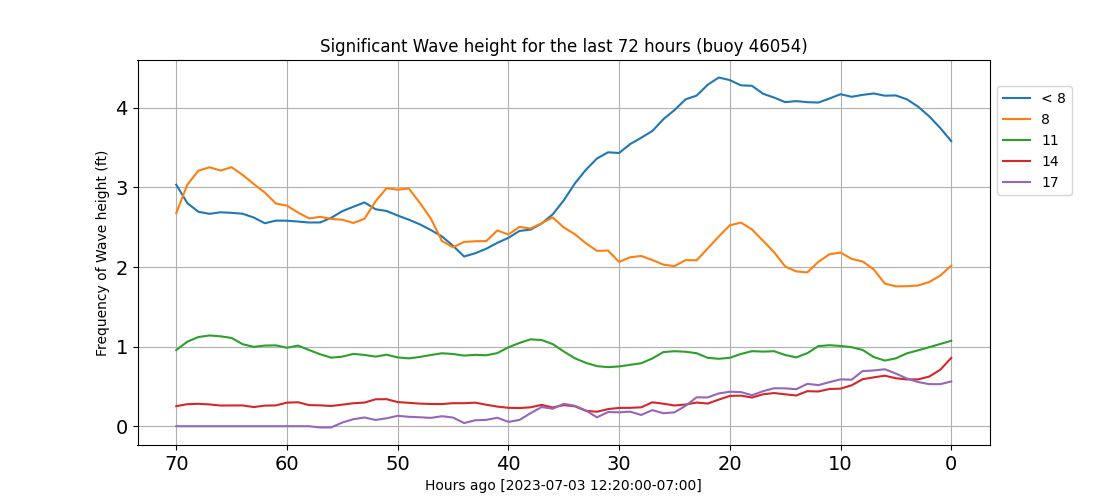 Significant Wave height for the last 72 hours (buoy 46054)
Frequency of Wave height (ft)
4
3
2
1
0
70 60 50 40 30 20 10 0
Hours ago [2023-07-03 12:20:00-07:00]
< 8
8
11
14
17